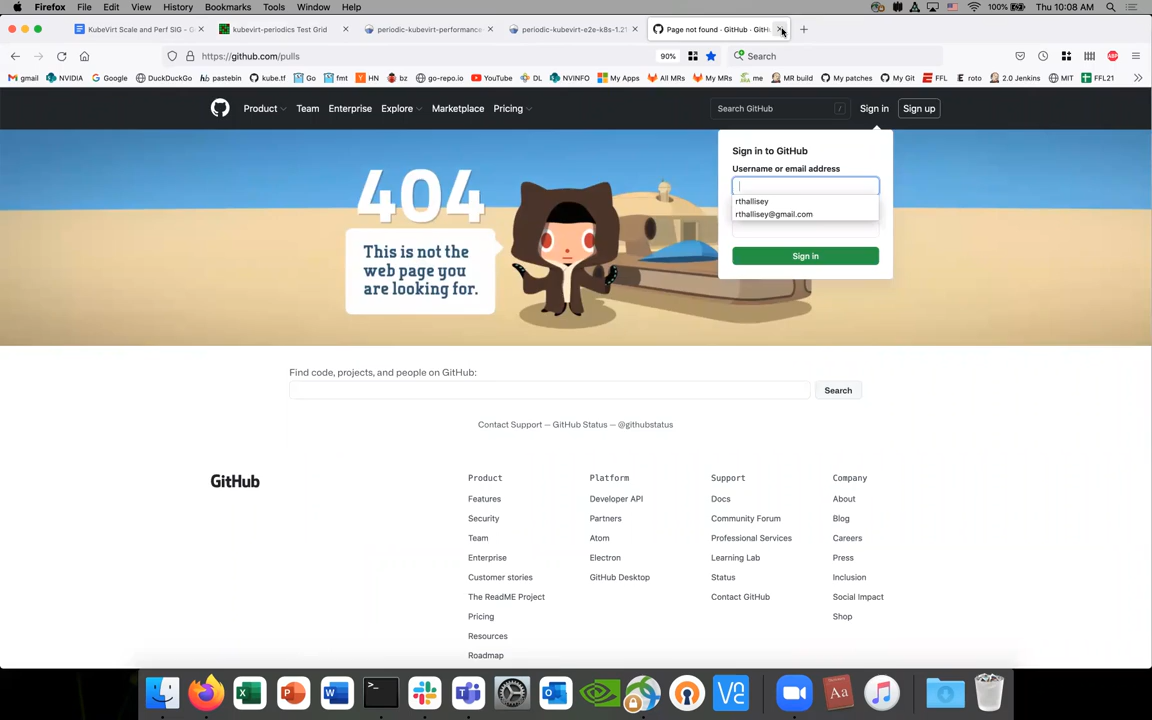 Firefox File Edit View History Bookmarks Tools Window Help 100% Thu 10:08 AM
KubeVirt Scale and Perf SIG - G kubevirt-periodics Test Grid periodic-kubevirt-performance periodic-kubevirt-e2e-k8s-1.21 Page not found · GitHub · GitHu
https://github.com/pulls 90% Search
gmail NVIDIA Google DuckDuckGo pastebin kube.tf Go fmt HN bz go-repo.io YouTube DL NVINFO My Apps All MRs My MRs me MR build My patches My Git FFL roto 2.0 Jenkins MIT FFL21
Product Team Enterprise Explore Marketplace Pricing Search GitHub / Sign in Sign up
Sign in to GitHub
Username or email address
rthallisey
rthallisey@gmail.com
Sign in
404
This is not the
web page you
are looking for.
Find code, projects, and people on GitHub:
Search
Contact Support — GitHub Status — @githubstatus
GitHub
Product
Features
Security
Team
Enterprise
Customer stories
The ReadME Project
Pricing
Resources
Roadmap
Platform
Developer API
Partners
Atom
Electron
GitHub Desktop
Support
Docs
Community Forum
Professional Services
Learning Lab
Status
Contact GitHub
Company
About
Blog
Careers
Press
Inclusion
Social Impact
Shop